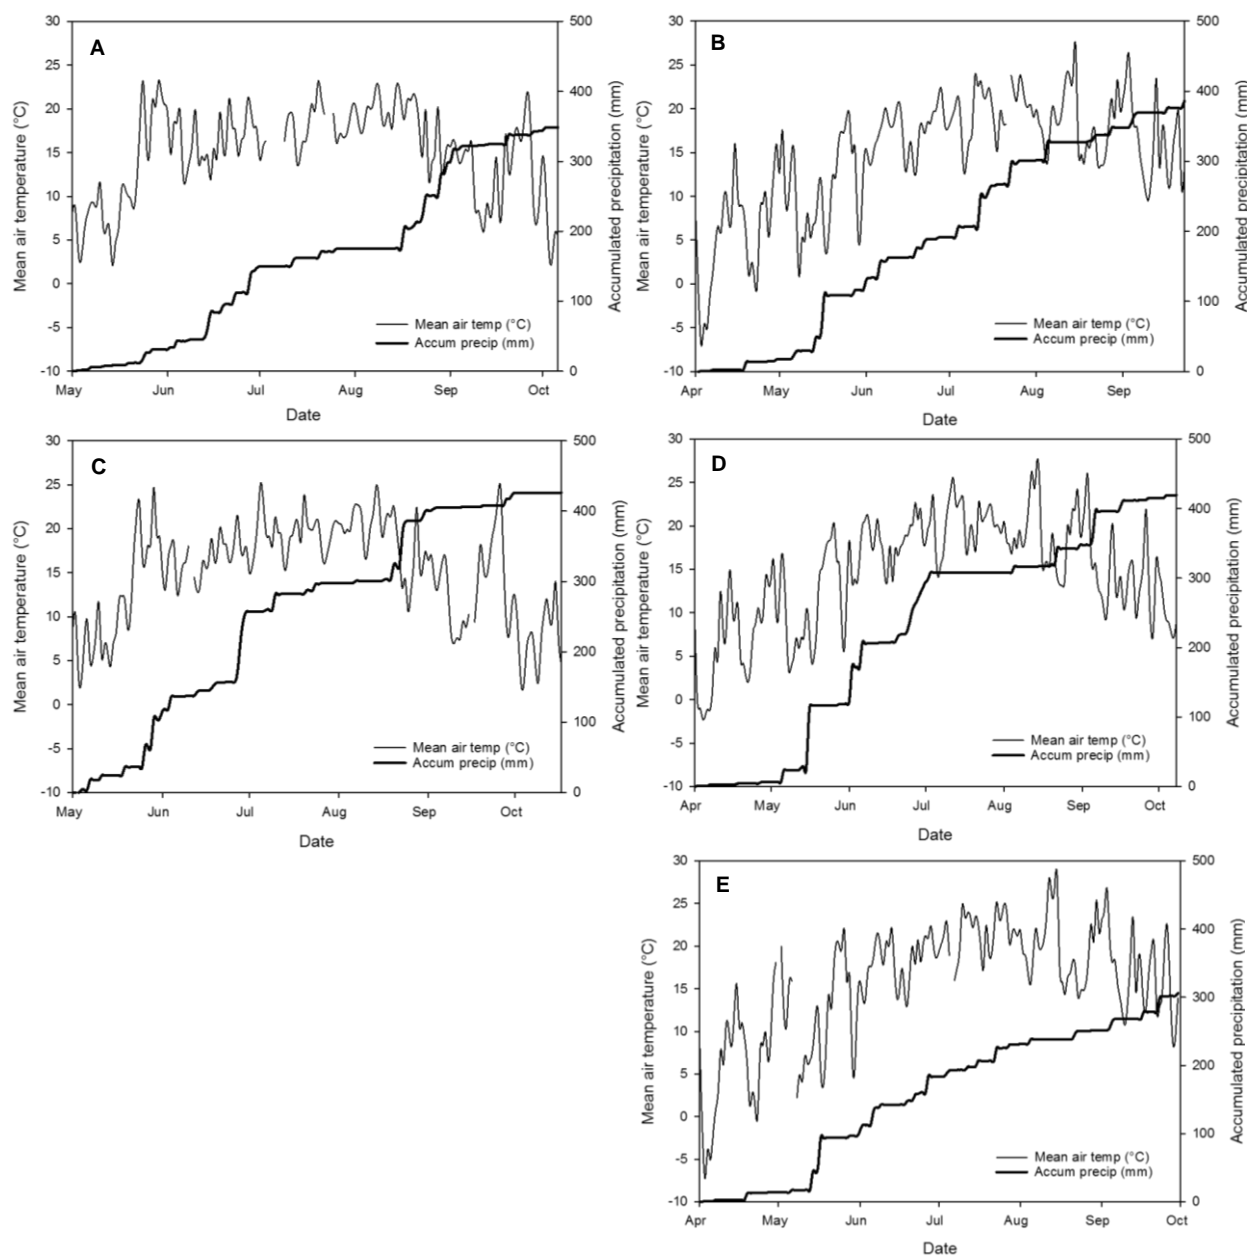 A
30
25
20
15
10
5
0
-5
-10
500
400
300
200
100
0
Mean air temperature (°C)
Accumulated precipitation (mm)
Mean air temp (°C)
Accum precip (mm)
May Jun Jul Aug Sep Oct
Date
B
30
25
20
15
10
5
0
-5
-10
500
400
300
200
100
0
Mean air temperature (°C)
Accumulated precipitation (mm)
Mean air temp (°C)
Accum precip (mm)
Apr May Jun Jul Aug Sep
Date
C
30
25
20
15
10
5
0
-5
-10
500
400
300
200
100
0
Mean air temperature (°C)
Accumulated precipitation (mm)
Mean air temp (°C)
Accum precip (mm)
May Jun Jul Aug Sep Oct
Date
D
30
25
20
15
10
5
0
-5
-10
500
400
300
200
100
0
Mean air temperature (°C)
Accumulated precipitation (mm)
Mean air temp (°C)
Accum precip (mm)
Apr May Jun Jul Aug Sep Oct
Date
E
30
25
20
15
10
5
0
-5
-10
500
400
300
200
100
0
Mean air temperature (°C)
Accumulated precipitation (mm)
Mean air temp (°C)
Accum precip (mm)
Apr May Jun Jul Aug Sep Oct
Date